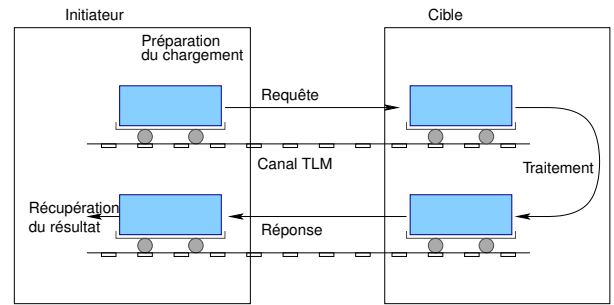 Initiateur
Cible
Préparation
du chargement
Requête
Canal TLM
Traitement
Récupération
du résultat
Réponse